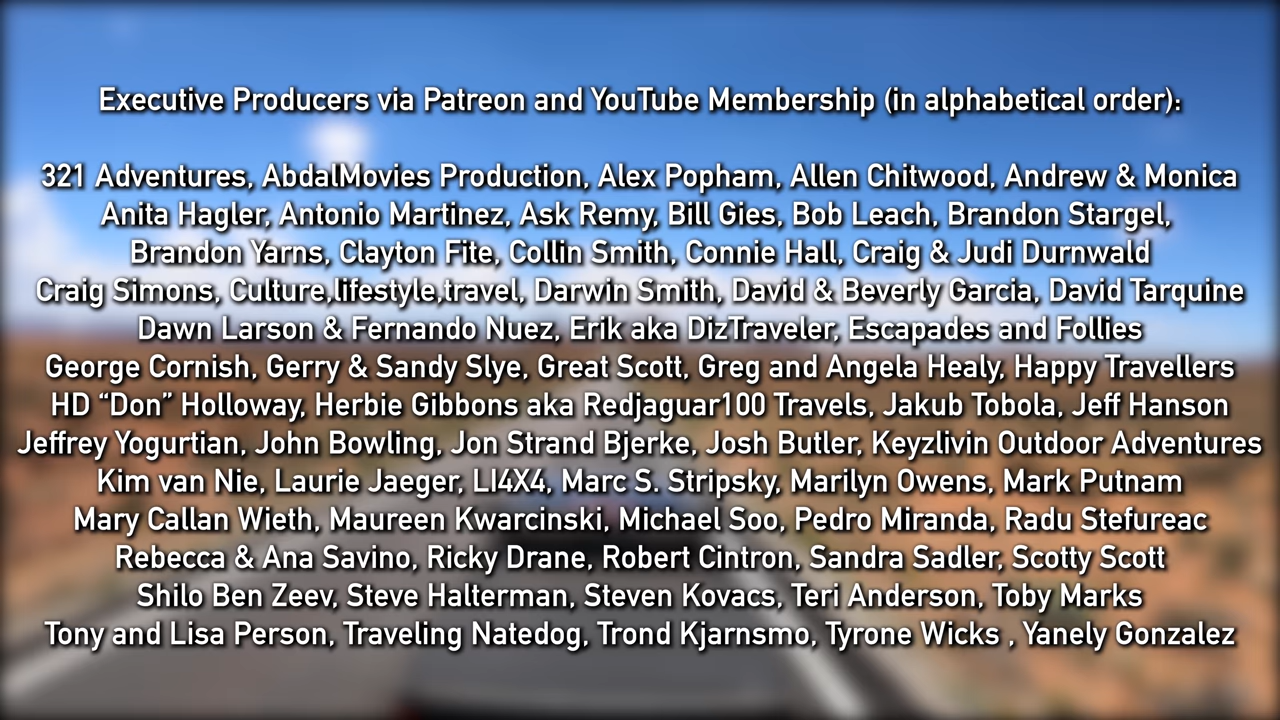 Executive Producers via Patreon and YouTube Membership (in alphabetical order):
321 Adventures, AbdalMovies Production, Alex Popham, Allen Chitwood, Andrew & Monica
Anita Hagler, Antonio Martinez, Ask Remy, Bill Gies, Bob Leach, Brandon Stargel,
Brandon Yarns, Clayton Fite, Collin Smith, Connie Hall, Craig & Judi Durnwald
Craig Simons, Culture,lifestyle,travel, Darwin Smith, David & Beverly Garcia, David Tarquine
Dawn Larson & Fernando Nuez, Erik aka DizTraveler, Escapades and Follies
George Cornish, Gerry & Sandy Slye, Great Scott, Greg and Angela Healy, Happy Travellers
HD “Don” Holloway, Herbie Gibbons aka Redjaguar100 Travels, Jakub Tobola, Jeff Hanson
Jeffrey Yogurtian, John Bowling, Jon Strand Bjerke, Josh Butler, Keyzlivin Outdoor Adventures
Kim van Nie, Laurie Jaeger, LI4X4, Marc S. Stripsky, Marilyn Owens, Mark Putnam
Mary Callan Wieth, Maureen Kwarcinski, Michael Soo, Pedro Miranda, Radu Stefureac
Rebecca & Ana Savino, Ricky Drane, Robert Cintron, Sandra Sadler, Scotty Scott
Shilo Ben Zeev, Steve Halterman, Steven Kovacs, Teri Anderson, Toby Marks
Tony and Lisa Person, Traveling Natedog, Trond Kjarnsmo, Tyrone Wicks , Yanely Gonzalez